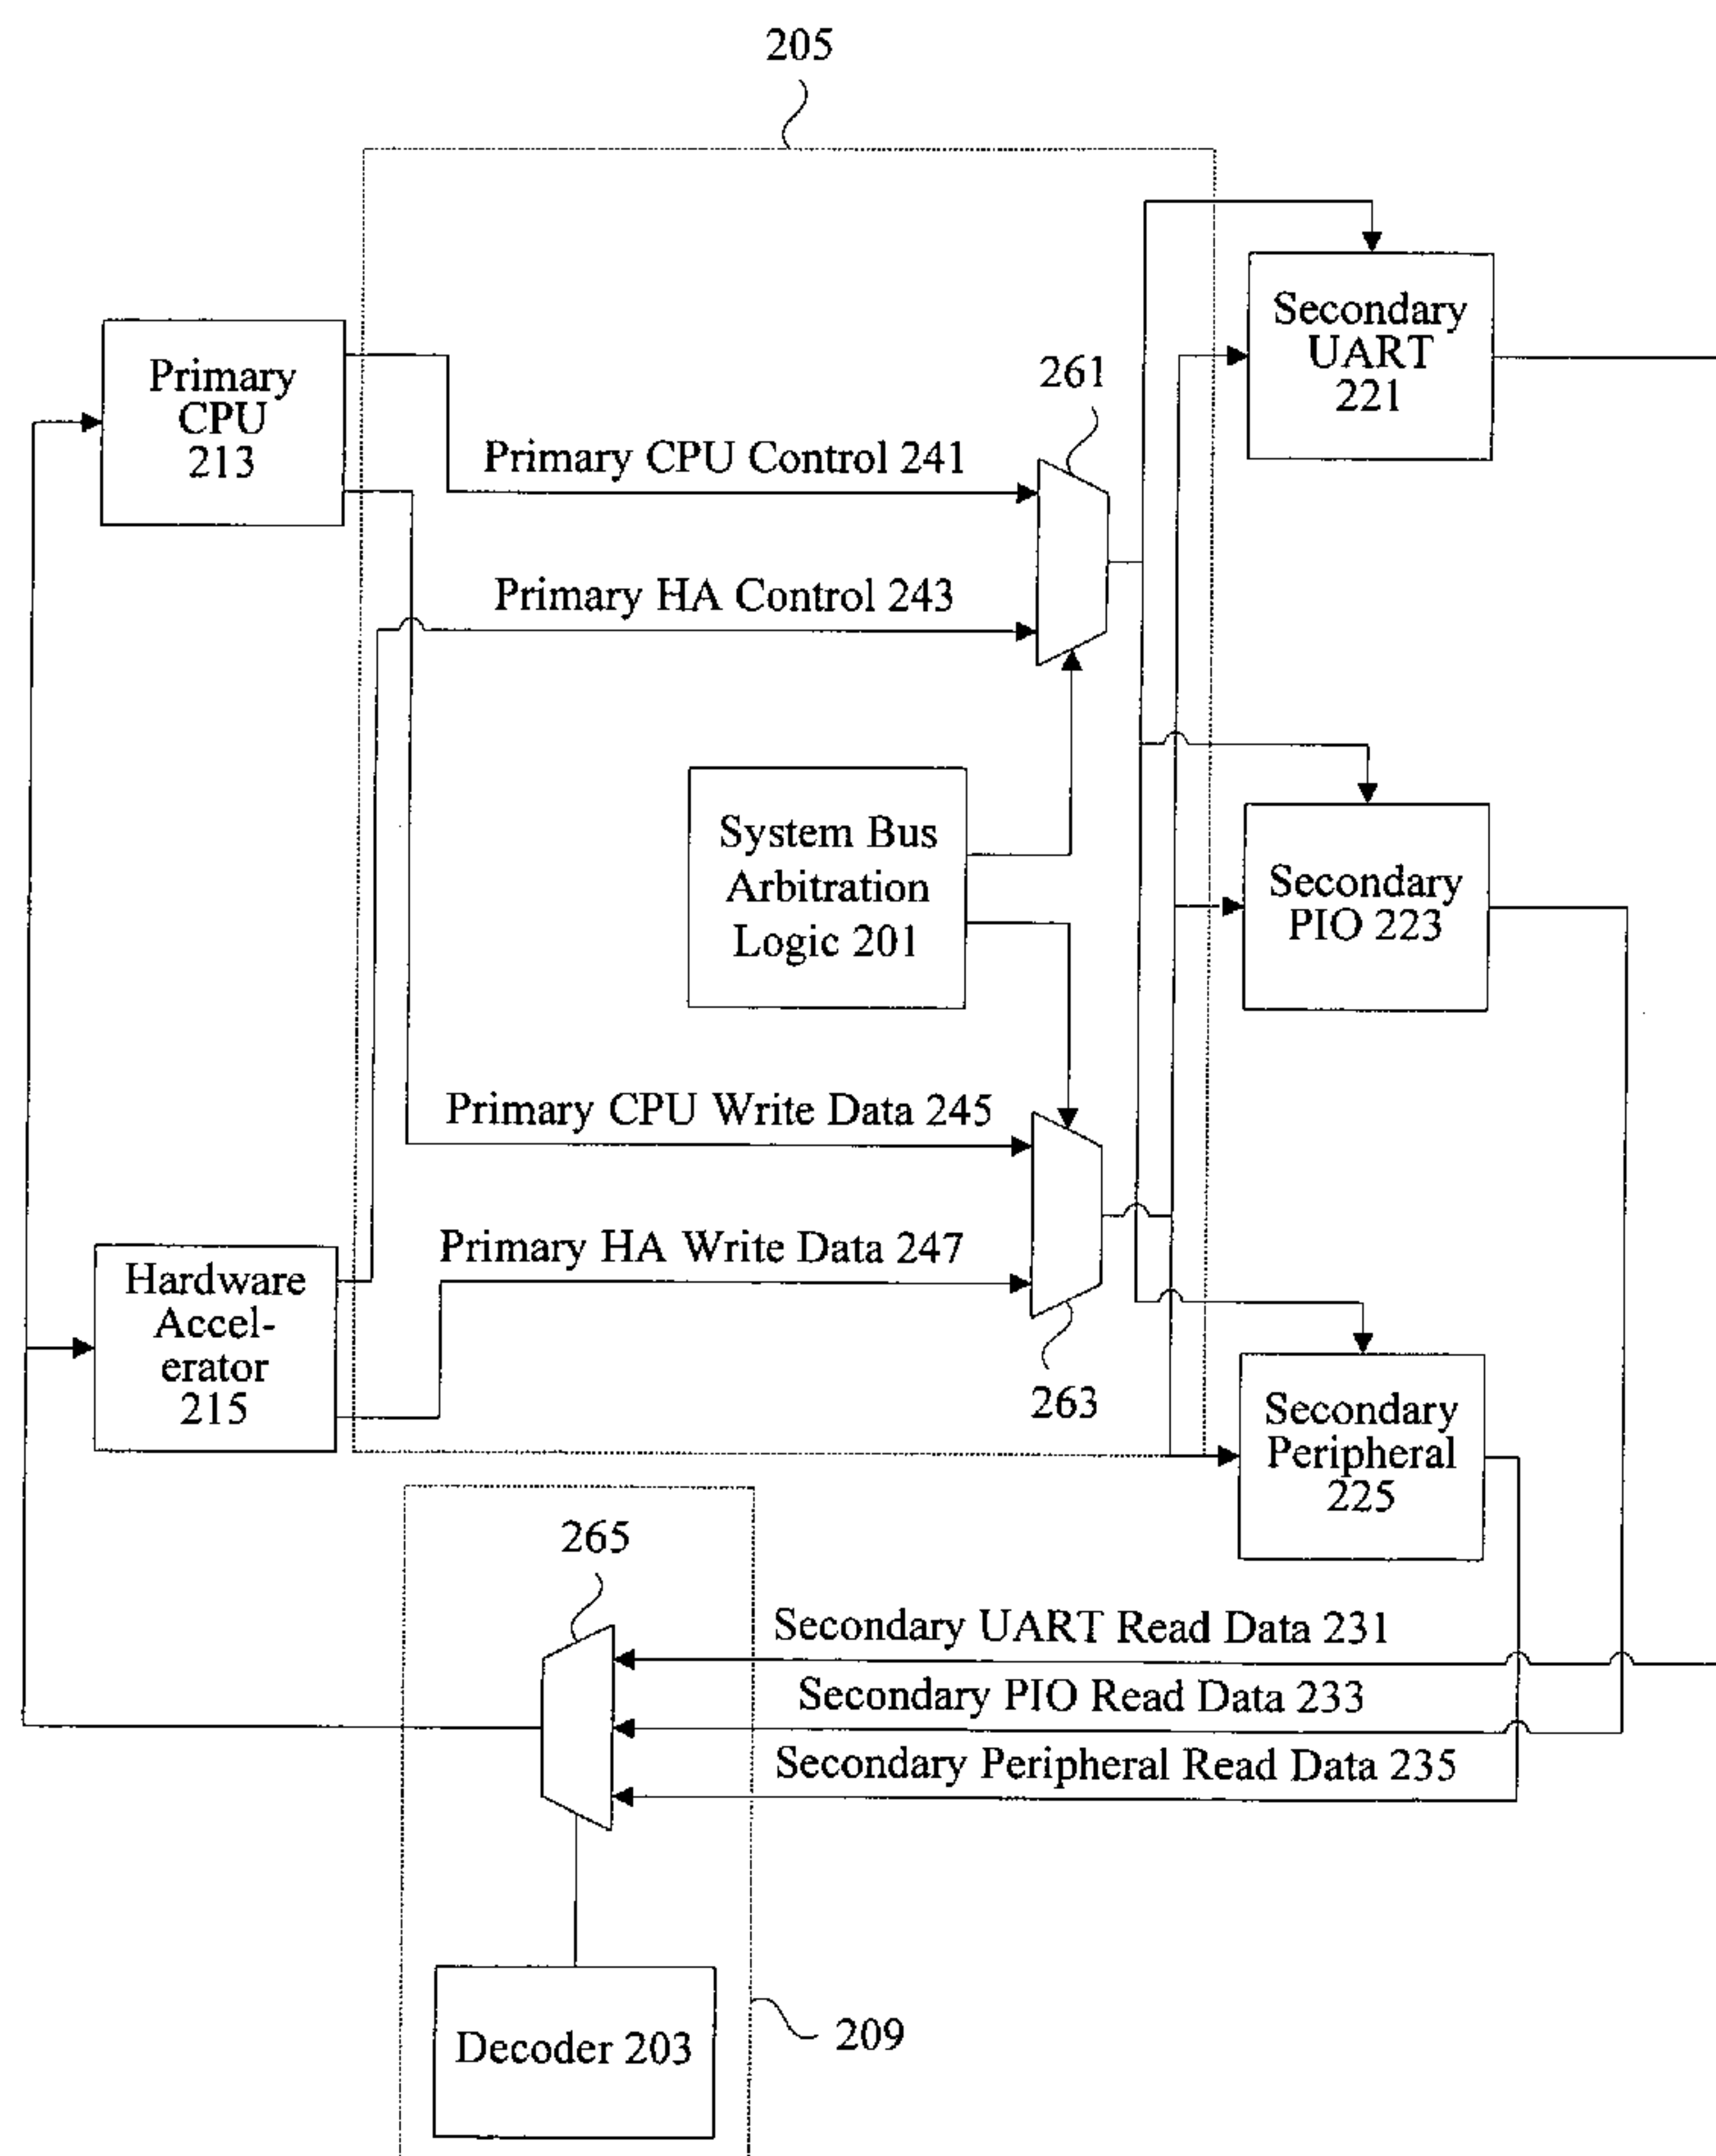 205
Primary
CPU
213
Primary CPU Control 241
261
Primary HA Control 243
Secondary
UART
221
System Bus
Arbitration
Logic 201
Secondary
PIO 223
Primary CPU Write Data 245
Primary HA Write Data 247
263
Hardware
Accel-
erator
215
Secondary
Peripheral
225
265
Secondary UART Read Data 231
Secondary PIO Read Data 233
Secondary Peripheral Read Data 235
Decoder 203
209